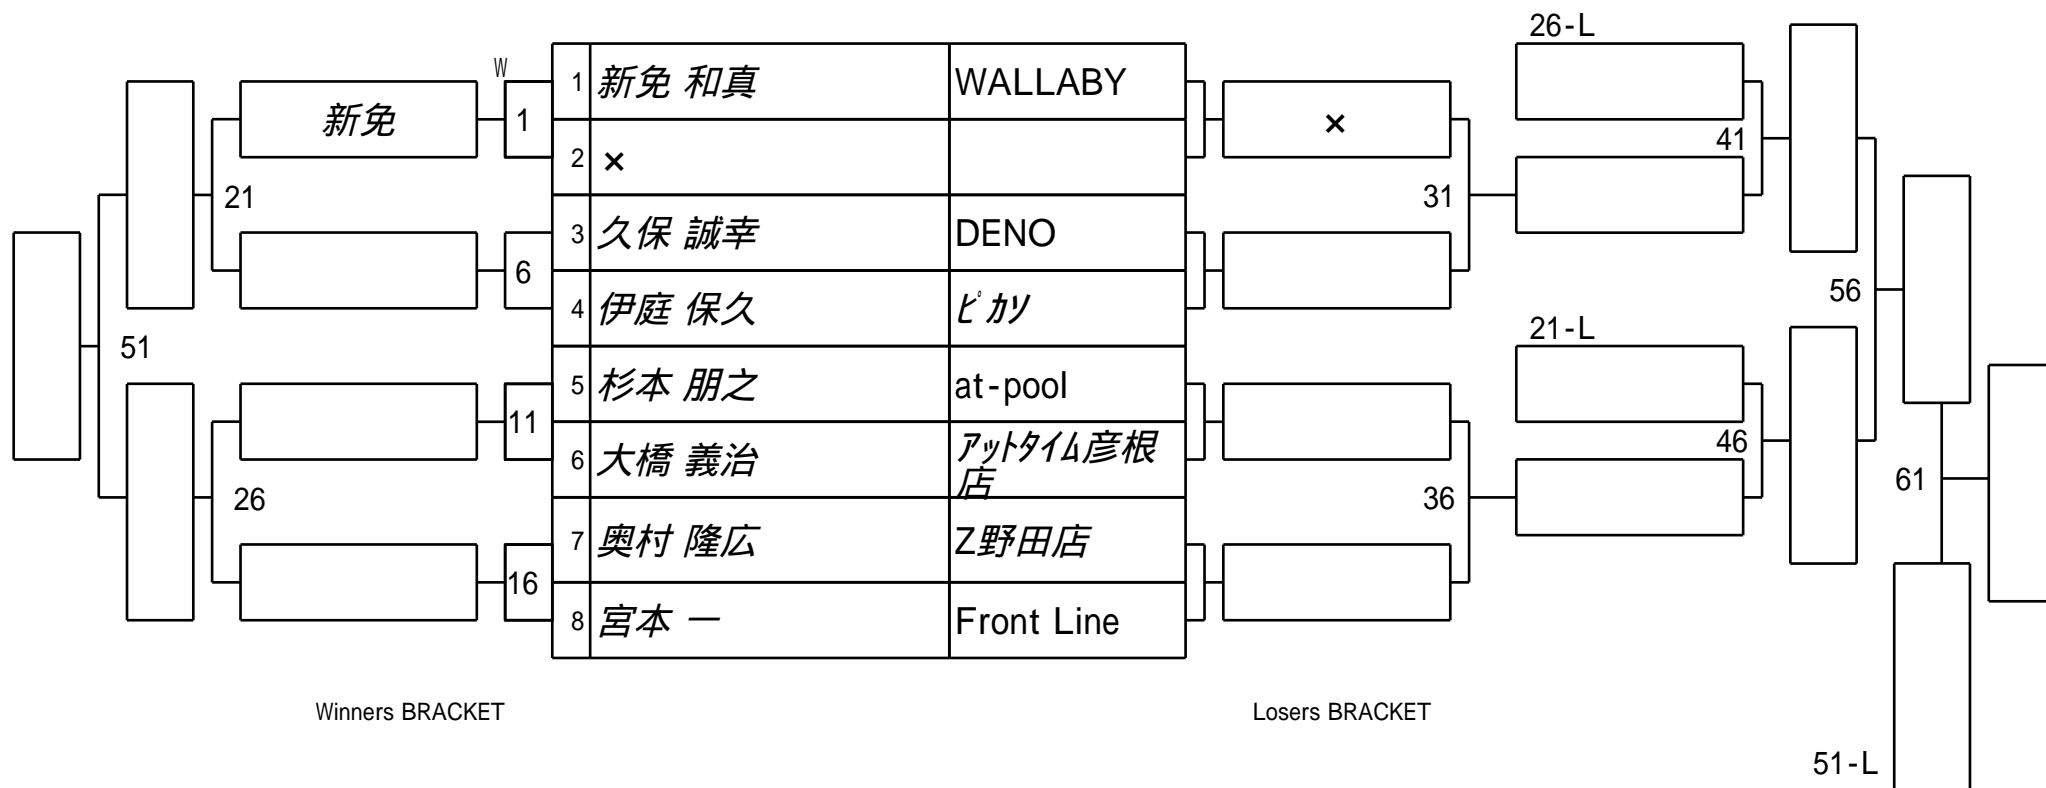 26-L
W
1 新免 和真 WALLABY
新免
1
×
41
2 ×
21
31
3 久保 誠幸 DENO
6
4 伊庭 保久 ピカソ
56
21-L
51
5 杉本 朋之 at-pool
11
46
6 大橋 義治 アットタイム彦根
店
26
36
61
7 奥村 隆広 Z野田店
16
8 宮本 一 Front Line
Winners BRACKET
Losers BRACKET
51-L